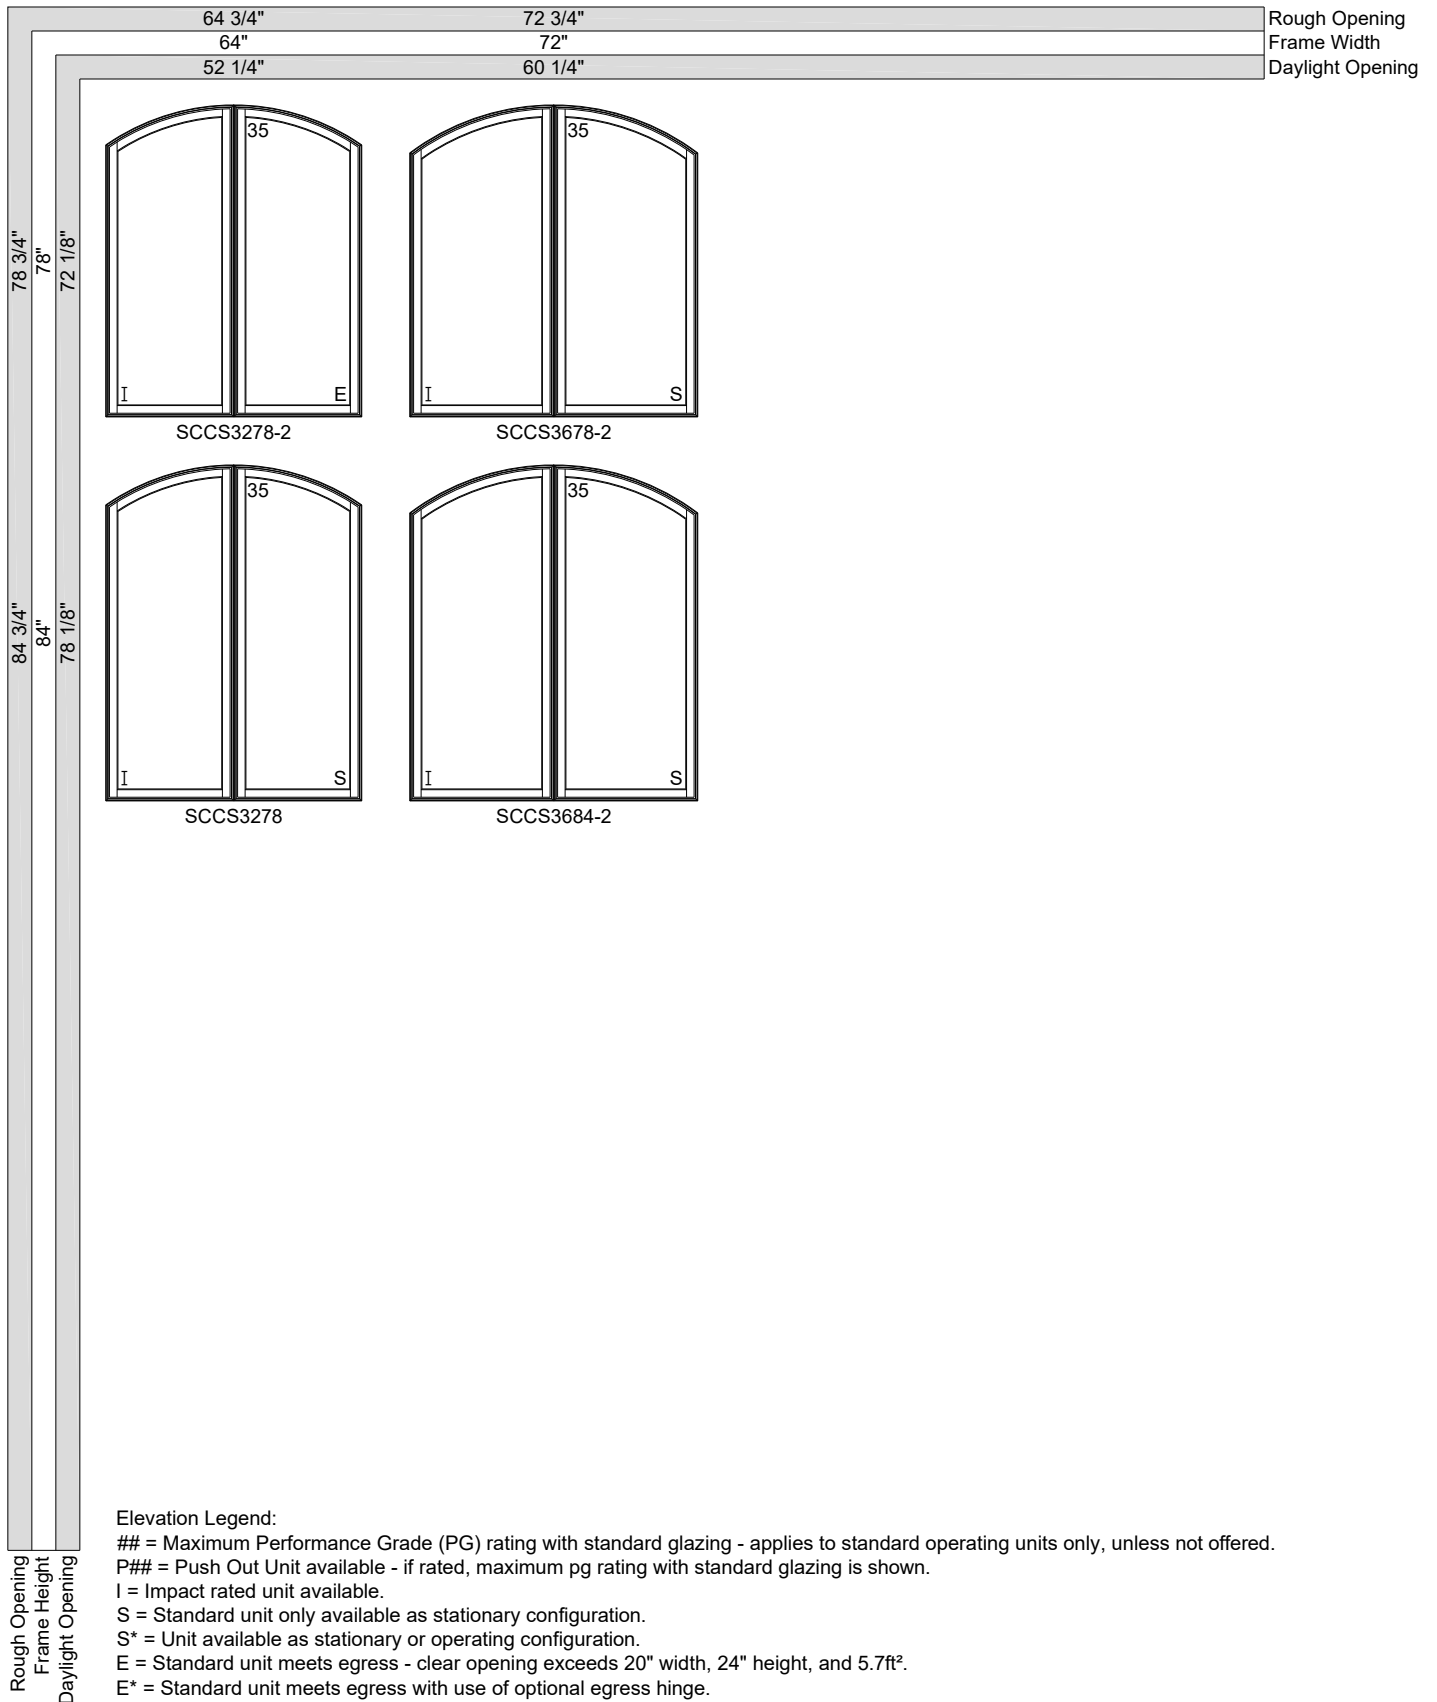 64 3/4" 72 3/4" Rough Opening
64" 72" Frame Width
52 1/4" 60 1/4" Daylight Opening
78 3/4"
78"
72 1/8"
35
I E
SCCS3278-2
35
I S
SCCS3678-2
84 3/4"
84"
78 1/8"
35
I S
SCCS3278
35
I S
SCCS3684-2
Rough Opening
Frame Height
Daylight Opening
Elevation Legend:
## = Maximum Performance Grade (PG) rating with standard glazing - applies to standard operating units only, unless not offered.
P## = Push Out Unit available - if rated, maximum pg rating with standard glazing is shown.
I = Impact rated unit available.
S = Standard unit only available as stationary configuration.
S* = Unit available as stationary or operating configuration.
E = Standard unit meets egress - clear opening exceeds 20" width, 24" height, and 5.7ft².
E* = Standard unit meets egress with use of optional egress hinge.